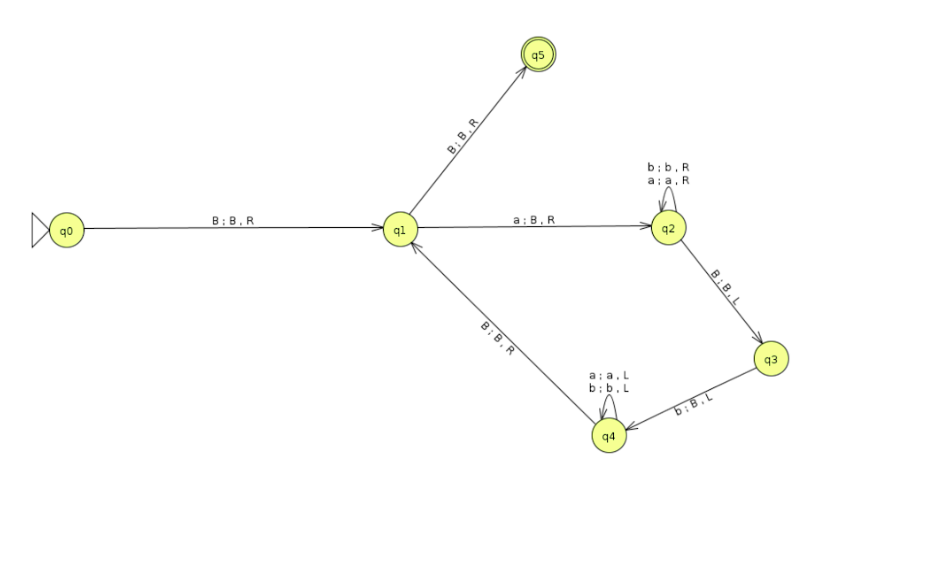 q5
B ; B , R
b ; b , R
a ; a , R
q0
B ; B , R
q1
a ; B , R
q2
B ; B , L
B ; B , R
q3
a ; a , L
b ; b , L
b ; B , L
q4